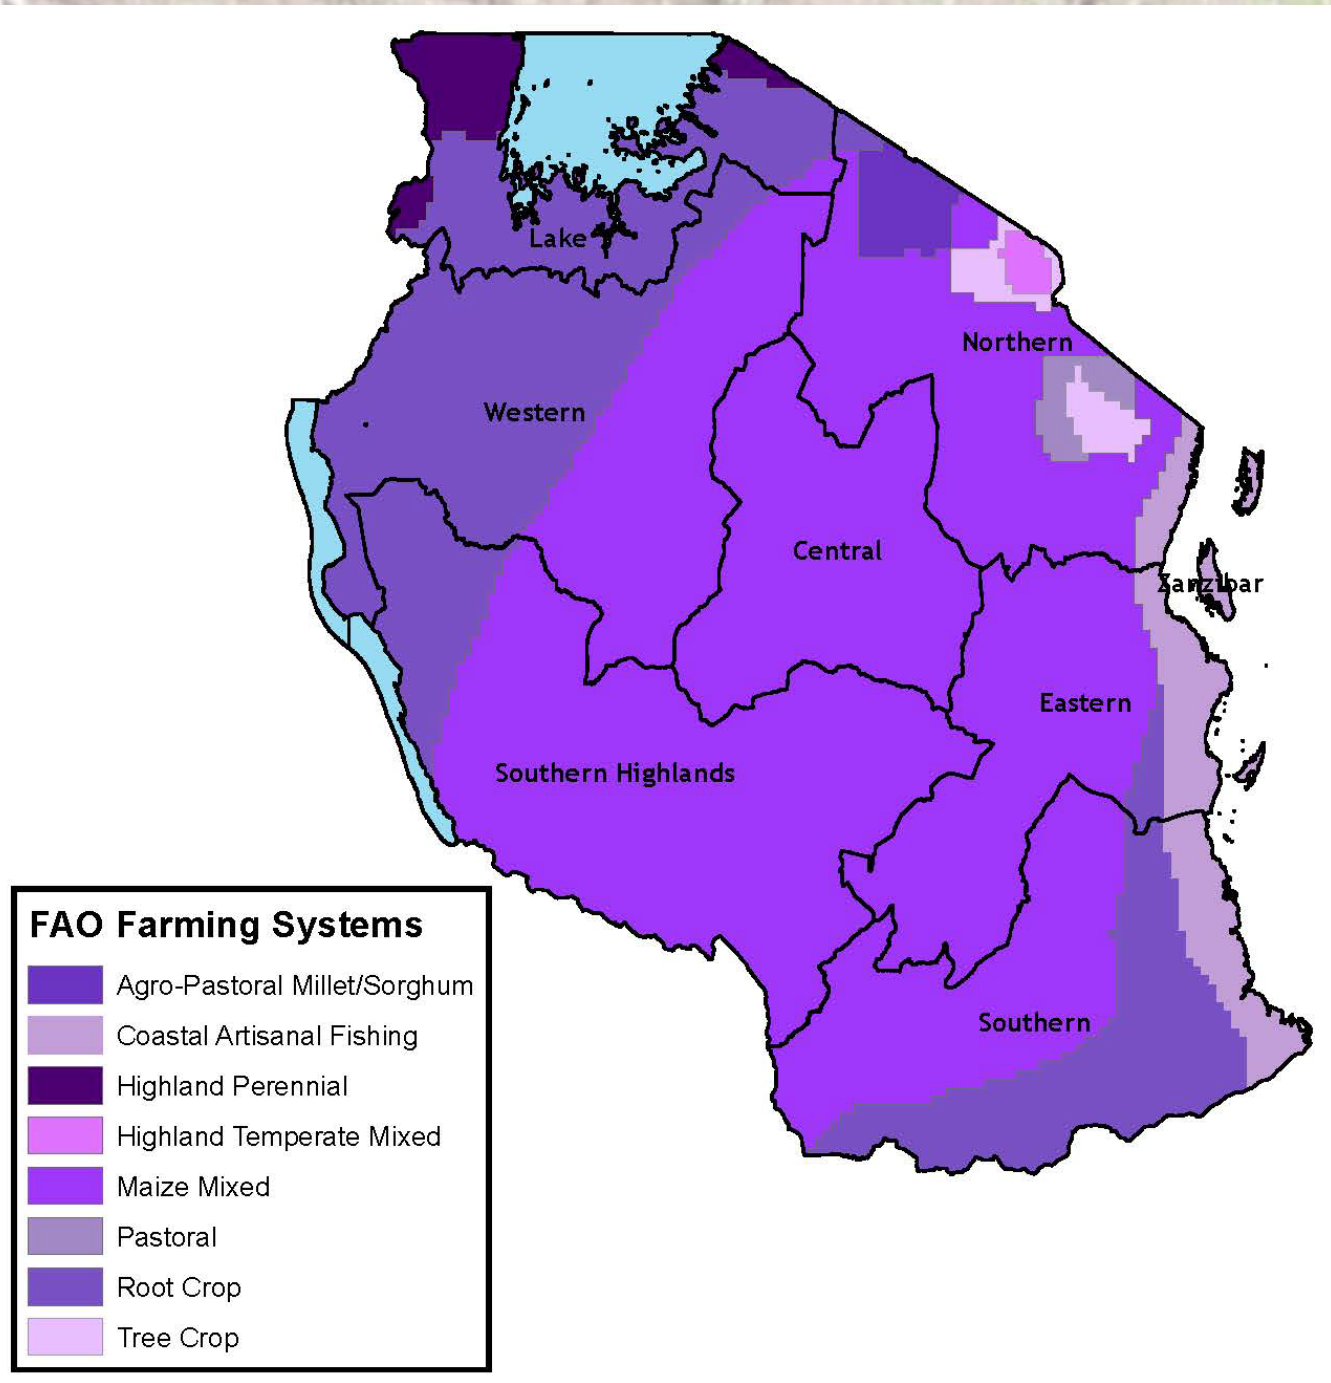 Lake
Northern
Western
Central
Zanzibar
Eastern
Southern Highlands
Southern
FAO Farming Systems
Agro-Pastoral Millet/Sorghum
Coastal Artisanal Fishing
Highland Perennial
Highland Temperate Mixed
Maize Mixed
Pastoral
Root Crop
Tree Crop